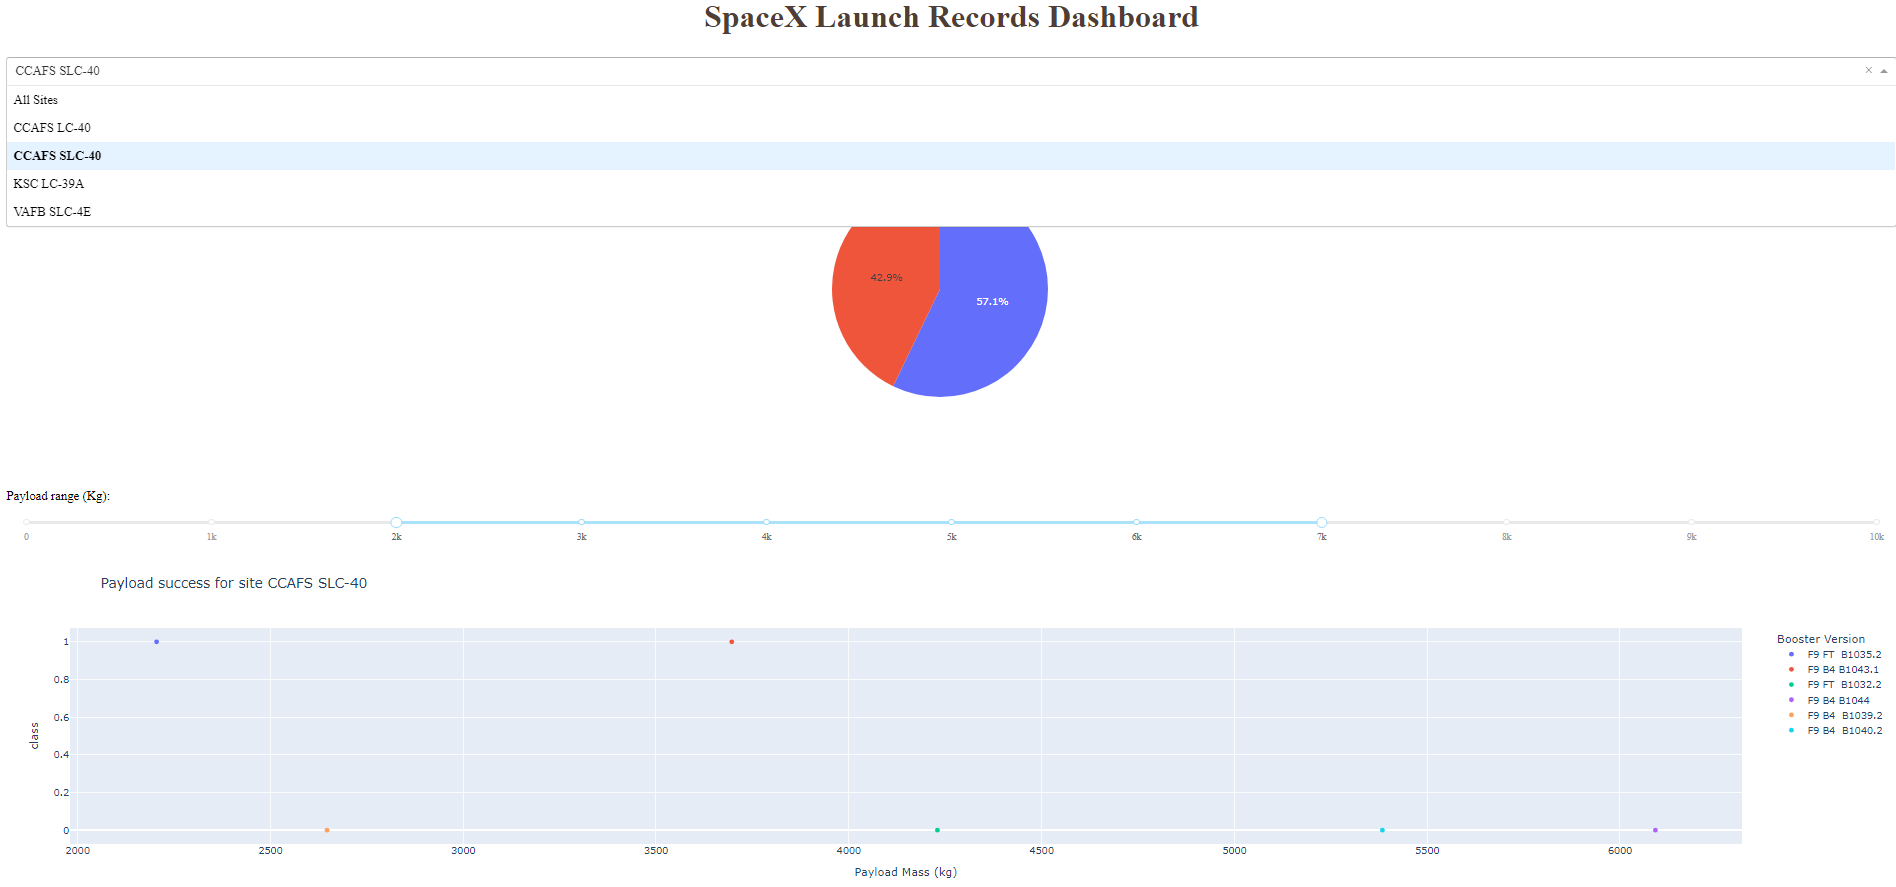 SpaceX Launch Records Dashboard
CCAFS SLC-40 ×
All Sites
CCAFS LC-40
CCAFS SLC-40
KSC LC-39A
VAFB SLC-4E
42.9%
57.1%
Payload range (Kg):
0 1k 2k 3k 4k 5k 6k 7k 8k 9k 10k
Payload success for site CCAFS SLC-40
class
1
0.8
0.6
0.4
0.2
0
2000 2500 3000 3500 4000 4500 5000 5500 6000
Payload Mass (kg)
Booster Version
F9 FT  B1035.2
F9 B4 B1043.1
F9 FT  B1032.2
F9 B4 B1044
F9 B4  B1039.2
F9 B4  B1040.2